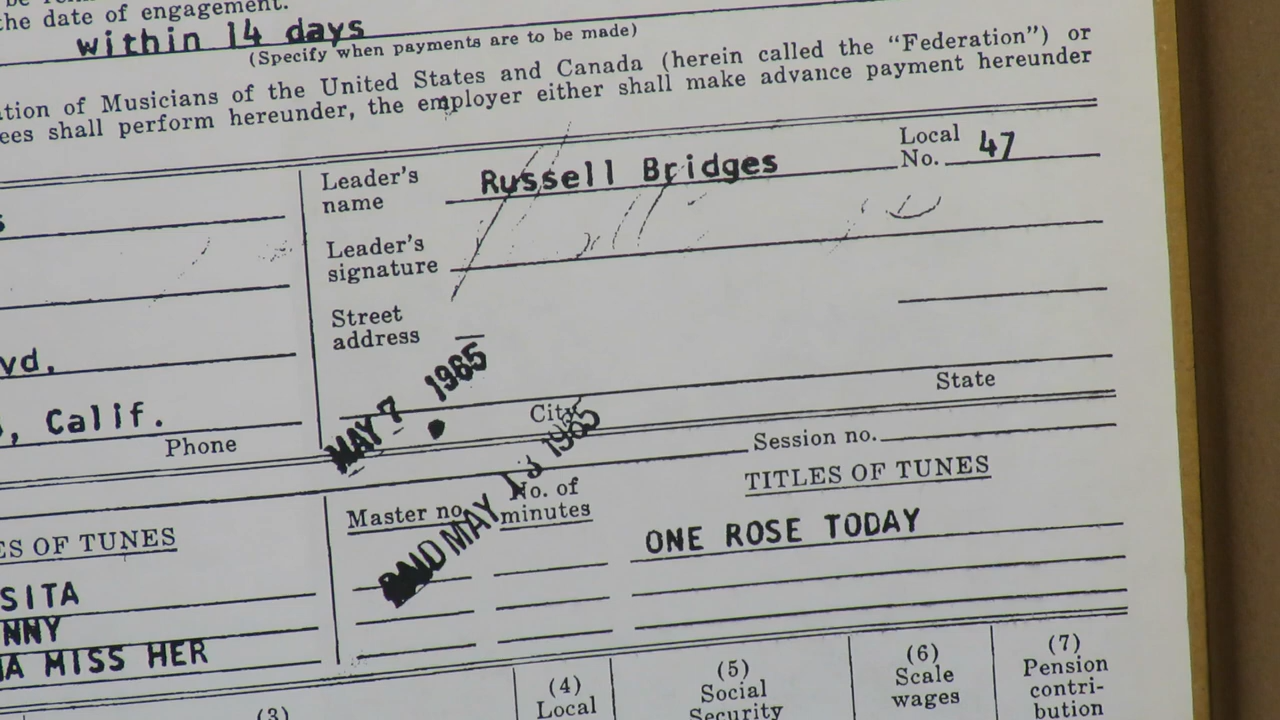 the date of engagement.
within 14 days
(Specify when payments are to be made)
ation of Musicians of the United States and Canada (herein called the “Federation”) or
ees shall perform hereunder, the employer either shall make advance payment hereunder
Leader's name Russell Bridges Local No. 47
Leader's signature
Street address
vd.
MAY 7 1965
, Calif.
City State
Phone
Session no.
PAID MAY 1965
ES OF TUNES
Master no. No. of minutes TITLES OF TUNES
ONE ROSE TODAY
SITA
NNY
NA MISS HER
(3) (4) Local (5) Social Security (6) Scale wages (7) Pension contri-bution